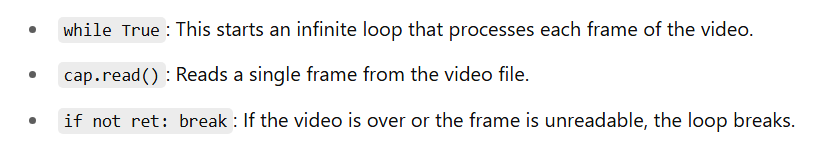 • while True: This starts an infinite loop that processes each frame of the video.
• cap.read(): Reads a single frame from the video file.
• if not ret: break: If the video is over or the frame is unreadable, the loop breaks.